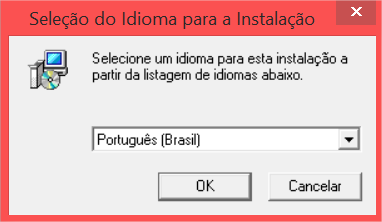 Seleção do Idioma para a Instalação
Selecione um idioma para esta instalação a
partir da listagem de idiomas abaixo.
Português (Brasil)
OK
Cancelar